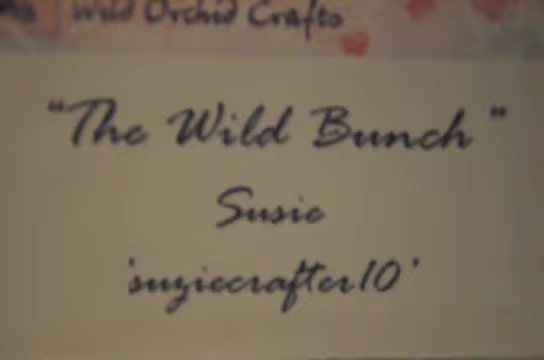 Wild Orchid Crafts
"The Wild Bunch"
Susie
'suziecrafter10'